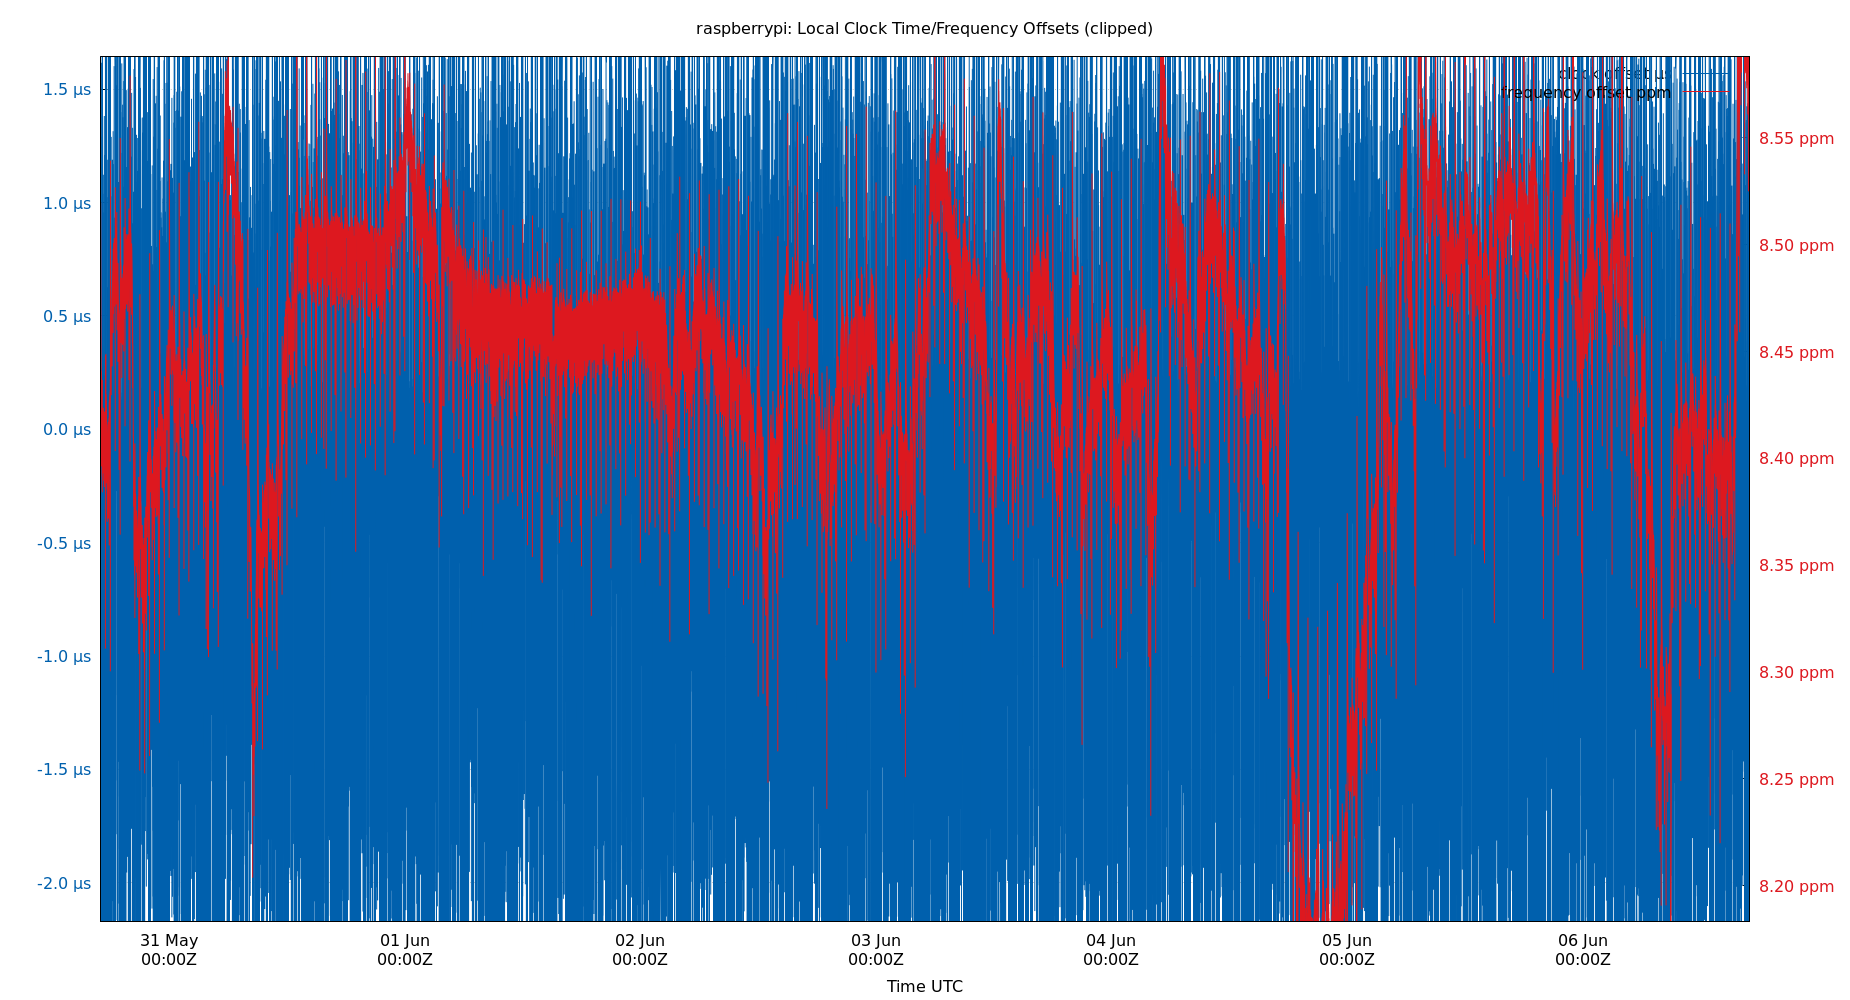 raspberrypi: Local Clock Time/Frequency Offsets (clipped)
clock offset µs
frequency offset ppm
1.5 µs
1.0 µs
0.5 µs
0.0 µs
-0.5 µs
-1.0 µs
-1.5 µs
-2.0 µs
8.55 ppm
8.50 ppm
8.45 ppm
8.40 ppm
8.35 ppm
8.30 ppm
8.25 ppm
8.20 ppm
31 May 01 Jun 02 Jun 03 Jun 04 Jun 05 Jun 06 Jun
00:00Z 00:00Z 00:00Z 00:00Z 00:00Z 00:00Z 00:00Z
Time UTC